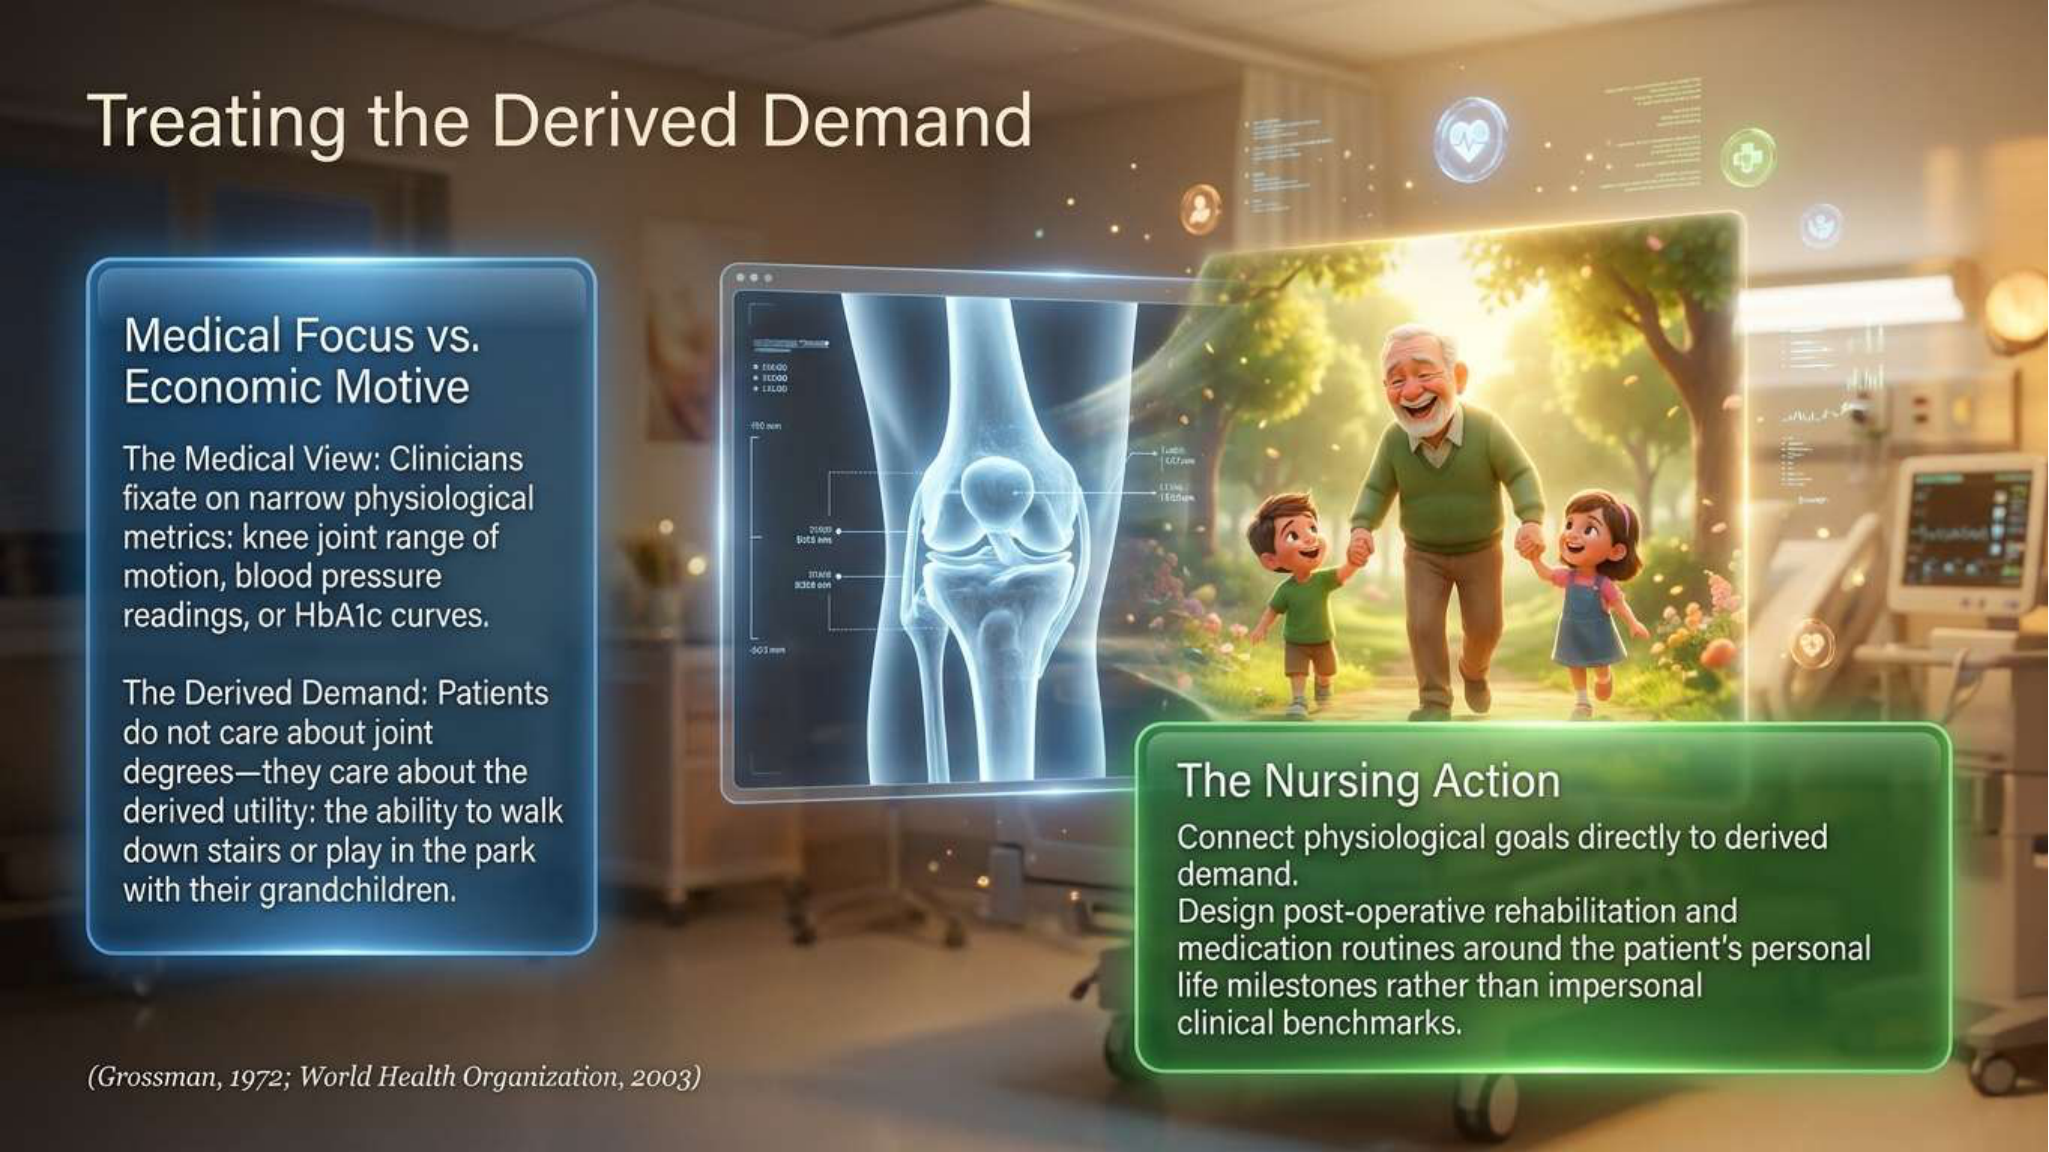 Treating the Derived Demand
Medical Focus vs.
Economic Motive
The Medical View: Clinicians
fixate on narrow physiological
metrics: knee joint range of
motion, blood pressure
readings, or HbA1c curves.
The Derived Demand: Patients
do not care about joint
degrees—they care about the
derived utility: the ability to walk
down stairs or play in the park
with their grandchildren.
The Nursing Action
Connect physiological goals directly to derived
demand.
Design post-operative rehabilitation and
medication routines around the patient's personal
life milestones rather than impersonal
clinical benchmarks.
(Grossman, 1972; World Health Organization, 2003)